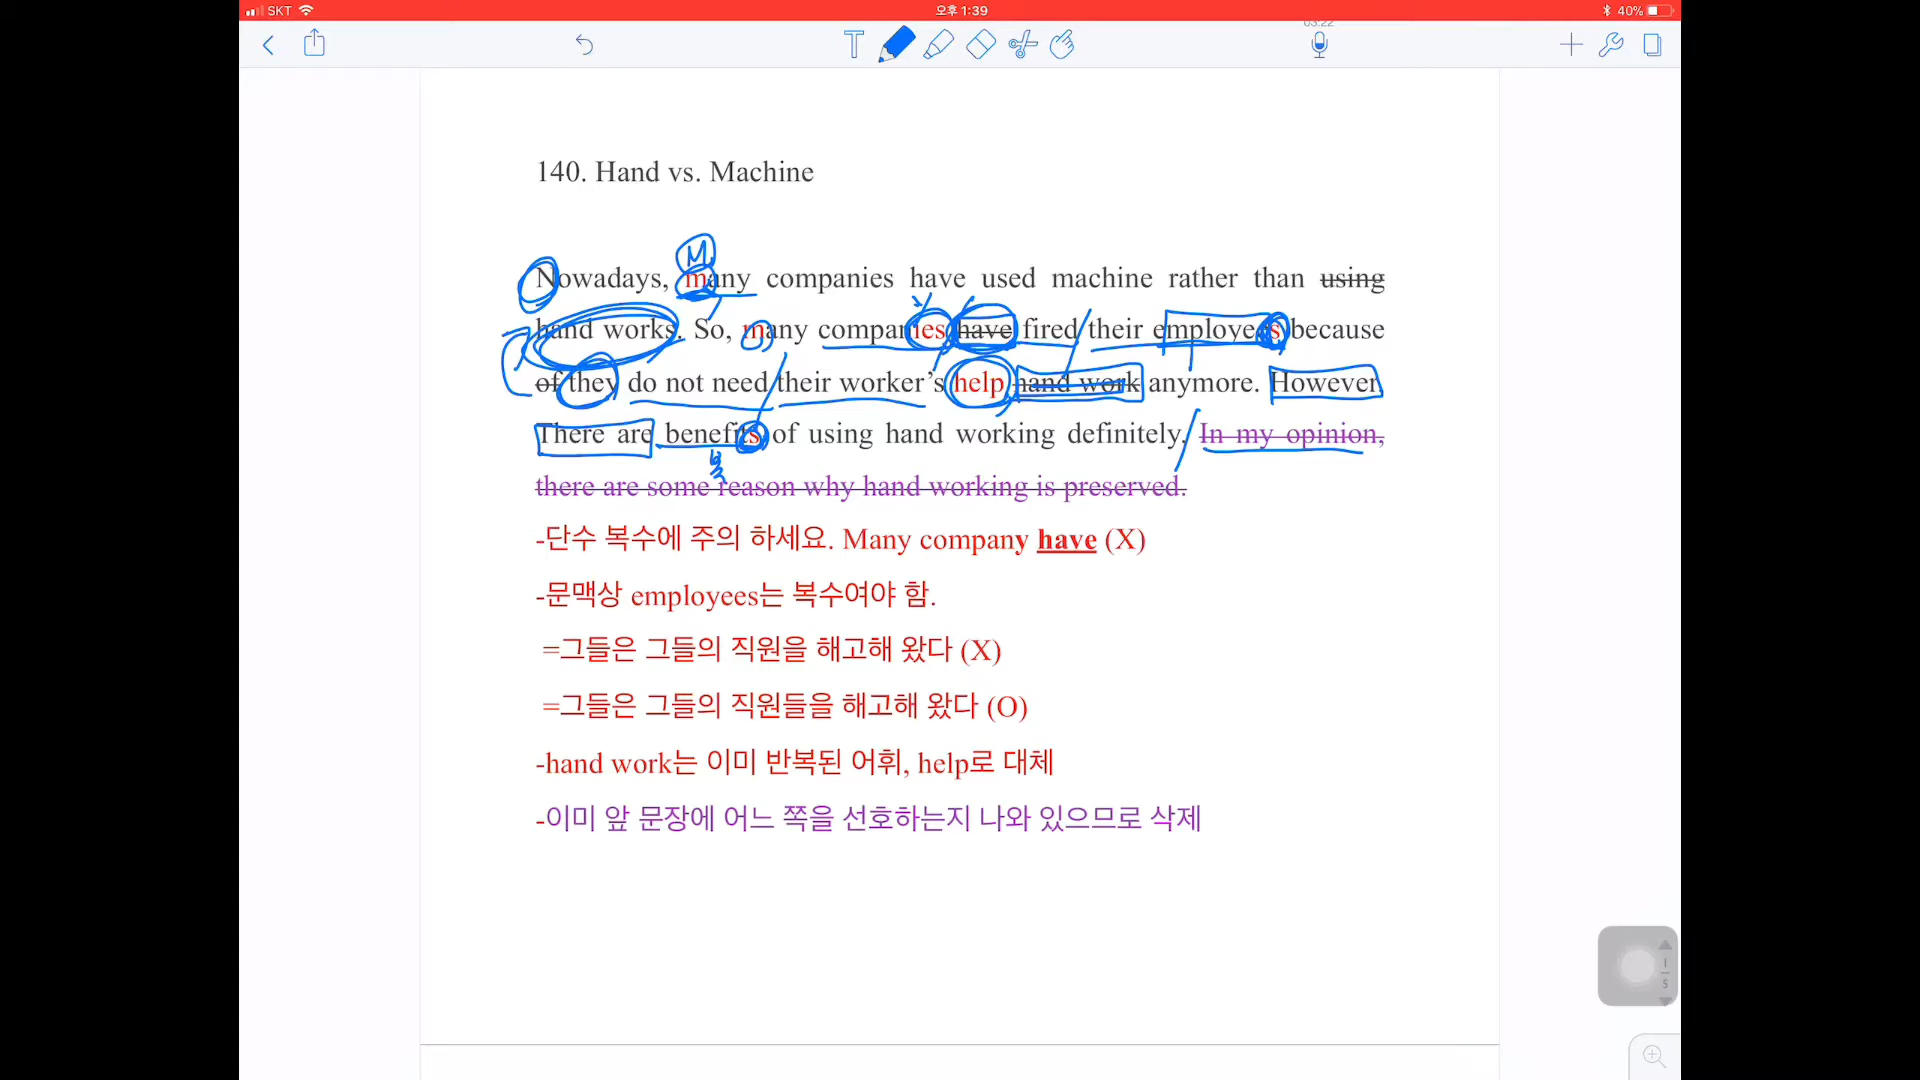 SKT 오후 1:39 40%
03:22
140. Hand vs. Machine
M
Nowadays, many companies have used machine rather than using
hand works. So, many companies have fired their employees because
of they do not need their worker's help hand work anymore. However,
There are benefits of using hand working definitely. In my opinion,
복
there are some reason why hand working is preserved.
-단수 복수에 주의 하세요. Many company have (X)
-문맥상 employees는 복수여야 함.
=그들은 그들의 직원을 해고해 왔다 (X)
=그들은 그들의 직원들을 해고해 왔다 (O)
-hand work는 이미 반복된 어휘, help로 대체
-이미 앞 문장에 어느 쪽을 선호하는지 나와 있으므로 삭제
1
5